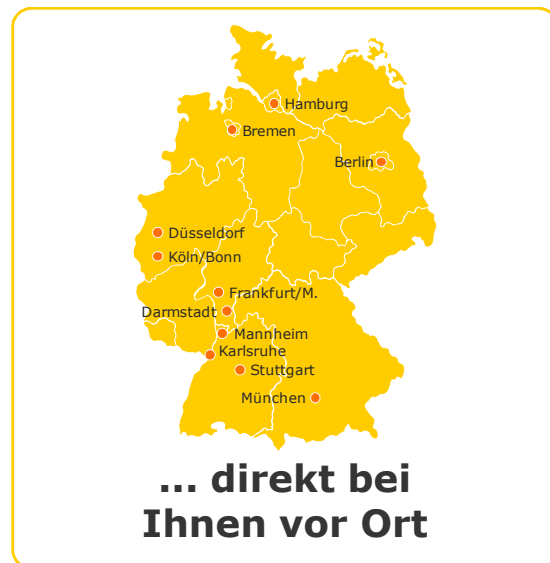 Hamburg
Bremen
Berlin
Düsseldorf
Köln/Bonn
Frankfurt/M.
Darmstadt
Mannheim
Karlsruhe
Stuttgart
München
... direkt bei
Ihnen vor Ort